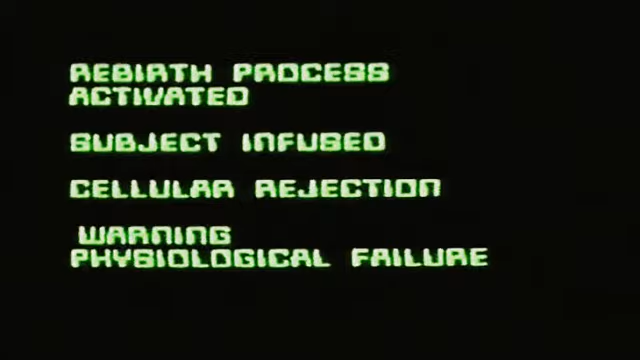 REBIRTH PROCESS
ACTIVATED
SUBJECT INFUSED
CELLULAR REJECTION
WARNING
PHYSIOLOGICAL FAILURE